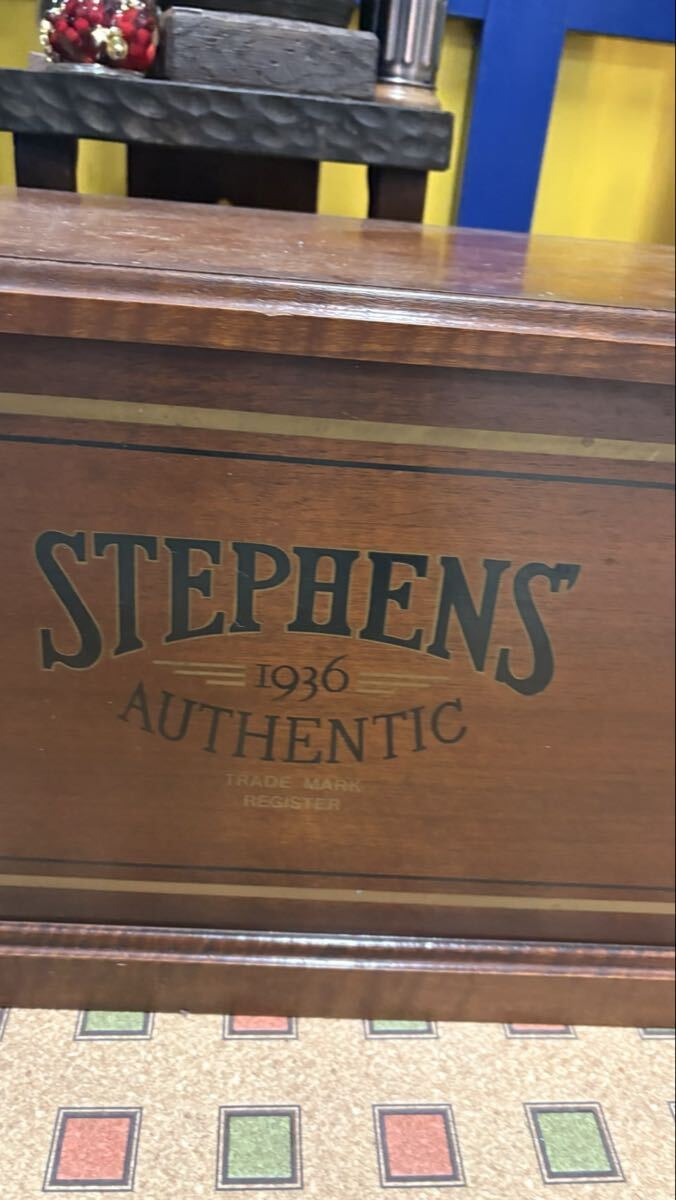 STEPHENS'
1936
AUTHENTIC
TRADE MARK
REGISTER